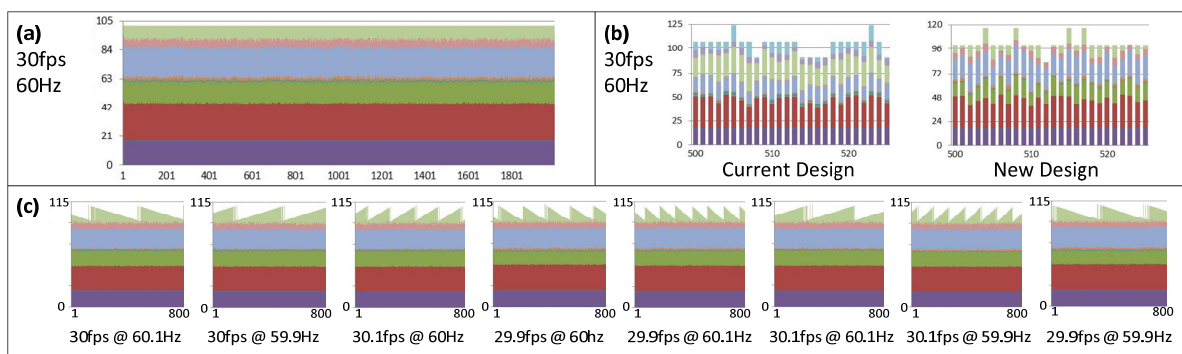 (a)
30fps
60Hz
105
84
63
42
21
0
1 201 401 601 801 1001 1201 1401 1601 1801
(b)
30fps
60Hz
125
100
75
50
25
0
500 510 520
Current Design
120
96
72
48
24
0
500 510 520
New Design
(c)
115
0
1 800
30fps @ 60.1Hz
115
0
1 800
30fps @ 59.9Hz
115
0
1 800
30.1fps @ 60Hz
115
0
1 800
29.9fps @ 60hz
115
0
1 800
29.9fps @ 60.1Hz
115
0
1 800
30.1fps @ 60.1Hz
115
0
1 800
30.1fps @ 59.9Hz
115
0
1 800
29.9fps @ 59.9Hz